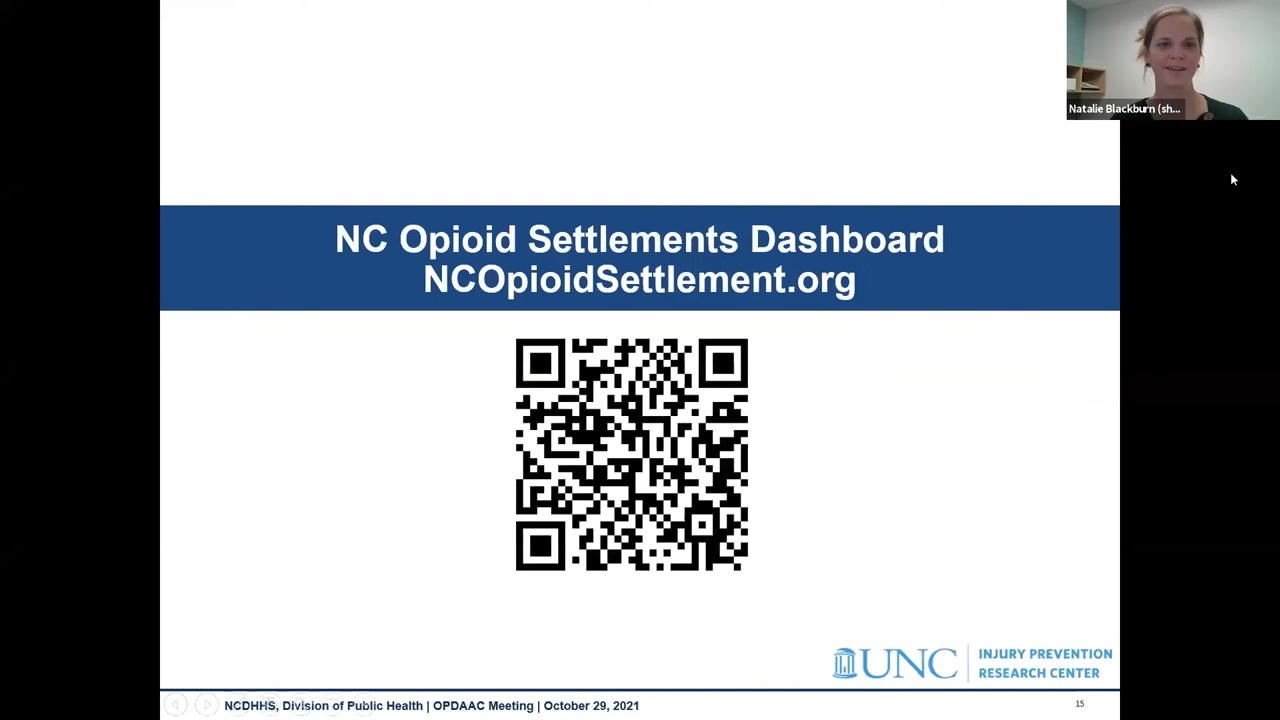 Natalie Blackburn (sh...
NC Opioid Settlements Dashboard
NCOpioidSettlement.org
UNC
INJURY PREVENTION
RESEARCH CENTER
NCDHHS, Division of Public Health | OPDAAC Meeting | October 29, 2021
15